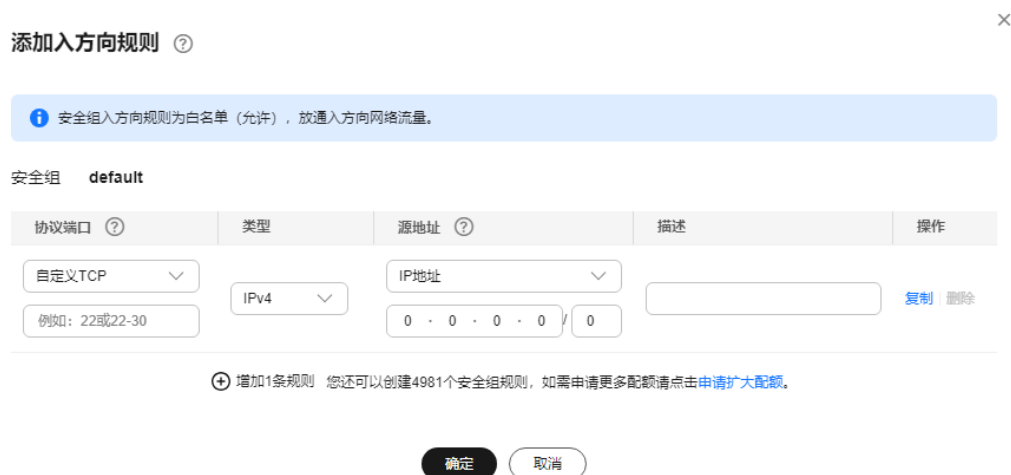 添加入方向规则 ?
安全组入方向规则为白名单（允许），放通入方向网络流量。
安全组 default
协议端口 ? 类型 源地址 ? 描述 操作
自定义TCP IPv4 IP地址 复制 删除
例如：22或22-30 0 · 0 · 0 · 0 / 0
增加1条规则 您还可以创建4981个安全组规则，如需申请更多配额请点击申请扩大配额。
确定 取消